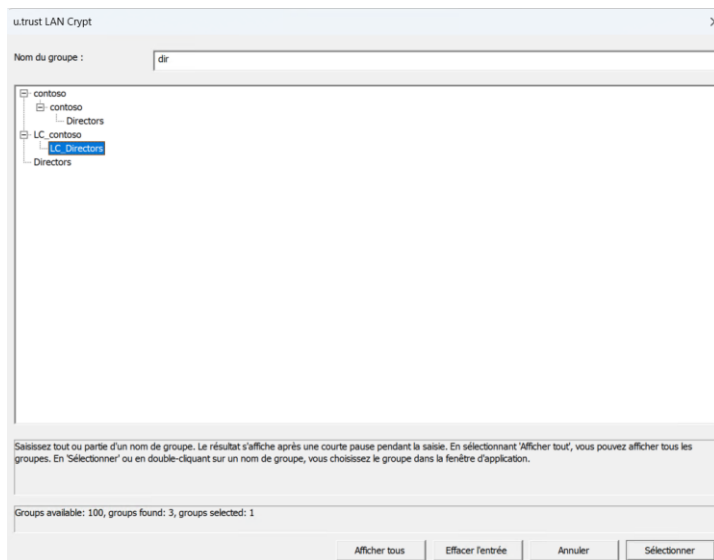 u.trust LAN Crypt
Nom du groupe :
dir
contoso
contoso
Directors
LC_contoso
LC_Directors
Directors
Saisissez tout ou partie d'un nom de groupe. Le résultat s'affiche après une courte pause pendant la saisie. En sélectionnant 'Afficher tout', vous pouvez afficher tous les
groupes. En 'Sélectionner' ou en double-cliquant sur un nom de groupe, vous choisissez le groupe dans la fenêtre d'application.
Groups available: 100, groups found: 3, groups selected: 1
Afficher tous Effacer l'entrée Annuler Sélectionner